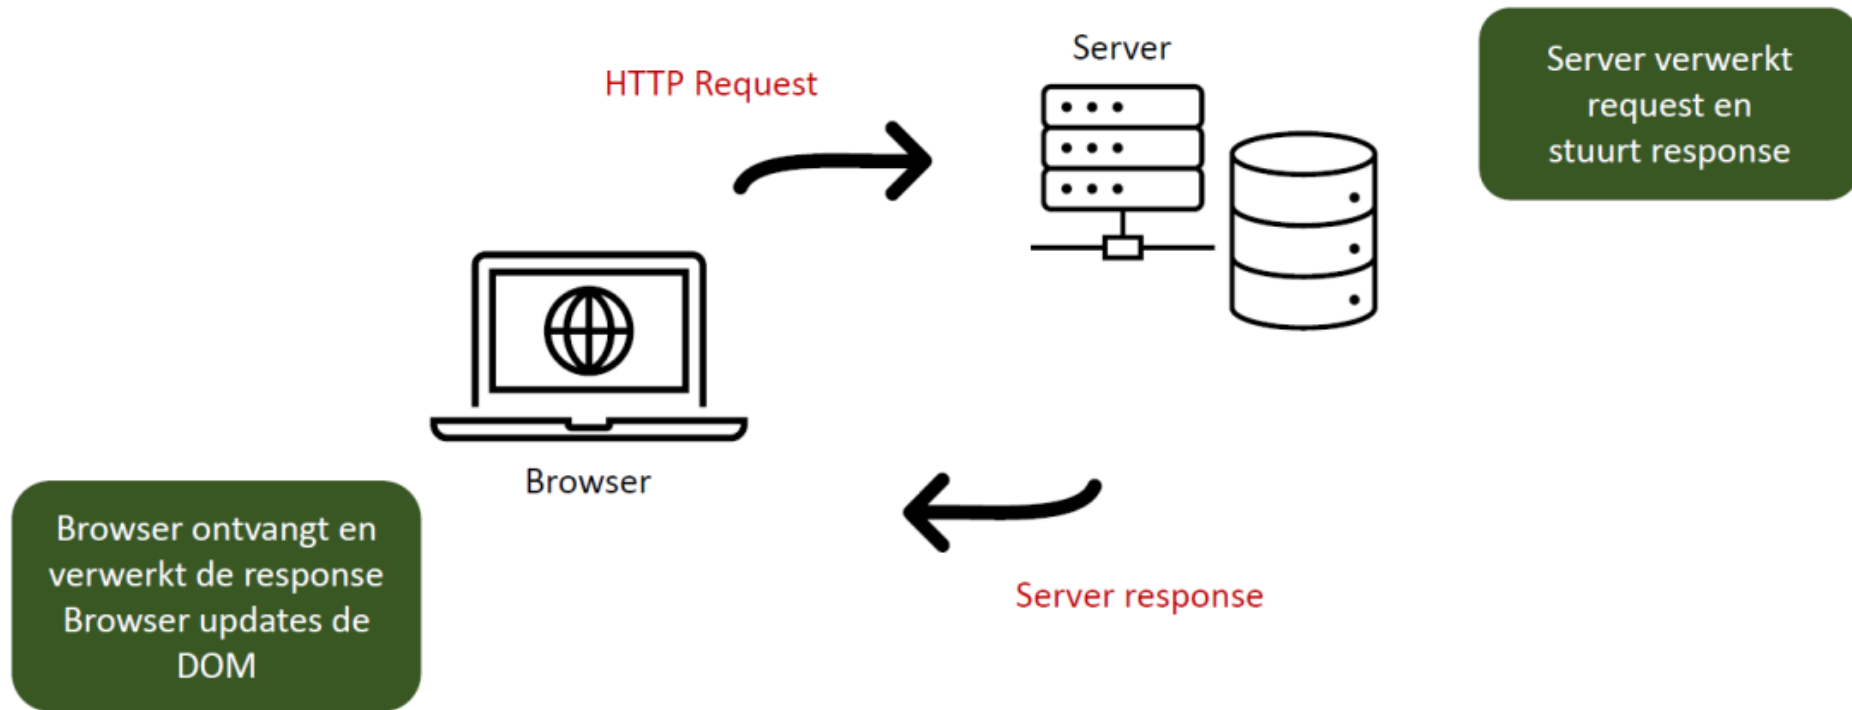 Server
HTTP Request
Server verwerkt
request en
stuurt response
Browser
Browser ontvangt en
verwerkt de response
Browser updates de
DOM
Server response